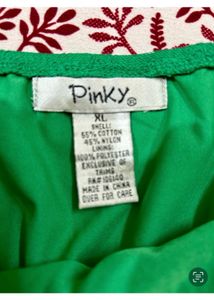 Pinky®
XL
SHELL:
55% COTTON
45% NYLON
LINING:
100% POLYESTER
EXCLUSIVE OF
TRIMS
MADE IN CHINA
OVER FOR CARE